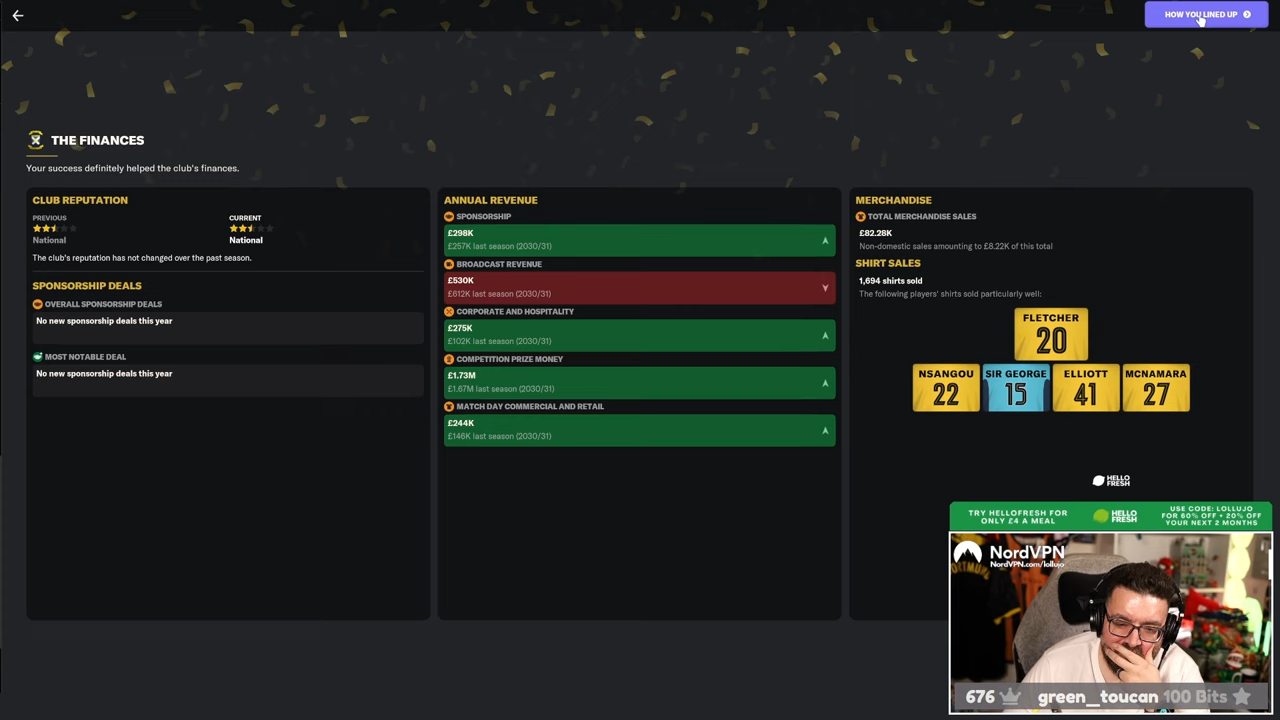 HOW YOU LINED UP
THE FINANCES
Your success definitely helped the club's finances.
CLUB REPUTATION
PREVIOUS
CURRENT
National
National
The club's reputation has not changed over the past season.
SPONSORSHIP DEALS
OVERALL SPONSORSHIP DEALS
No new sponsorship deals this year
MOST NOTABLE DEAL
No new sponsorship deals this year
ANNUAL REVENUE
SPONSORSHIP
£298K
£257K last season (2030/31)
BROADCAST REVENUE
£530K
£612K last season (2030/31)
CORPORATE AND HOSPITALITY
£275K
£102K last season (2030/31)
COMPETITION PRIZE MONEY
£1.73M
£1.67M last season (2030/31)
MATCH DAY COMMERCIAL AND RETAIL
£244K
£146K last season (2030/31)
MERCHANDISE
TOTAL MERCHANDISE SALES
£82.28K
Non-domestic sales amounting to £8.22K of this total
SHIRT SALES
1,694 shirts sold
The following players' shirts sold particularly well:
FLETCHER
20
NSANGOU
22
SIR GEORGE
15
ELLIOTT
41
MCNAMARA
27
HELLO
FRESH
TRY HELLOFRESH FOR
ONLY £4 A MEAL
HELLO
FRESH
USE CODE: LOLLUJO
FOR 60% OFF + 20% OFF
YOUR NEXT 2 MONTHS
NordVPN
NordVPN.com/lollujo
676 green_toucan 100 Bits